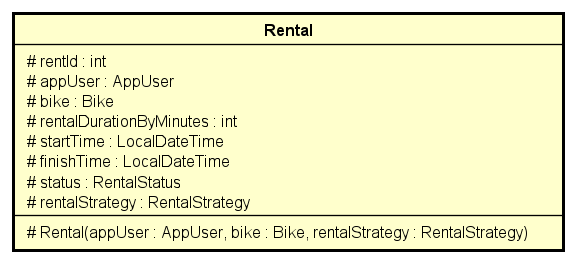 Rental
# rentId : int
# appUser : AppUser
# bike : Bike
# rentalDurationByMinutes : int
# startTime : LocalDateTime
# finishTime : LocalDateTime
# status : RentalStatus
# rentalStrategy : RentalStrategy
# Rental(appUser : AppUser, bike : Bike, rentalStrategy : RentalStrategy)